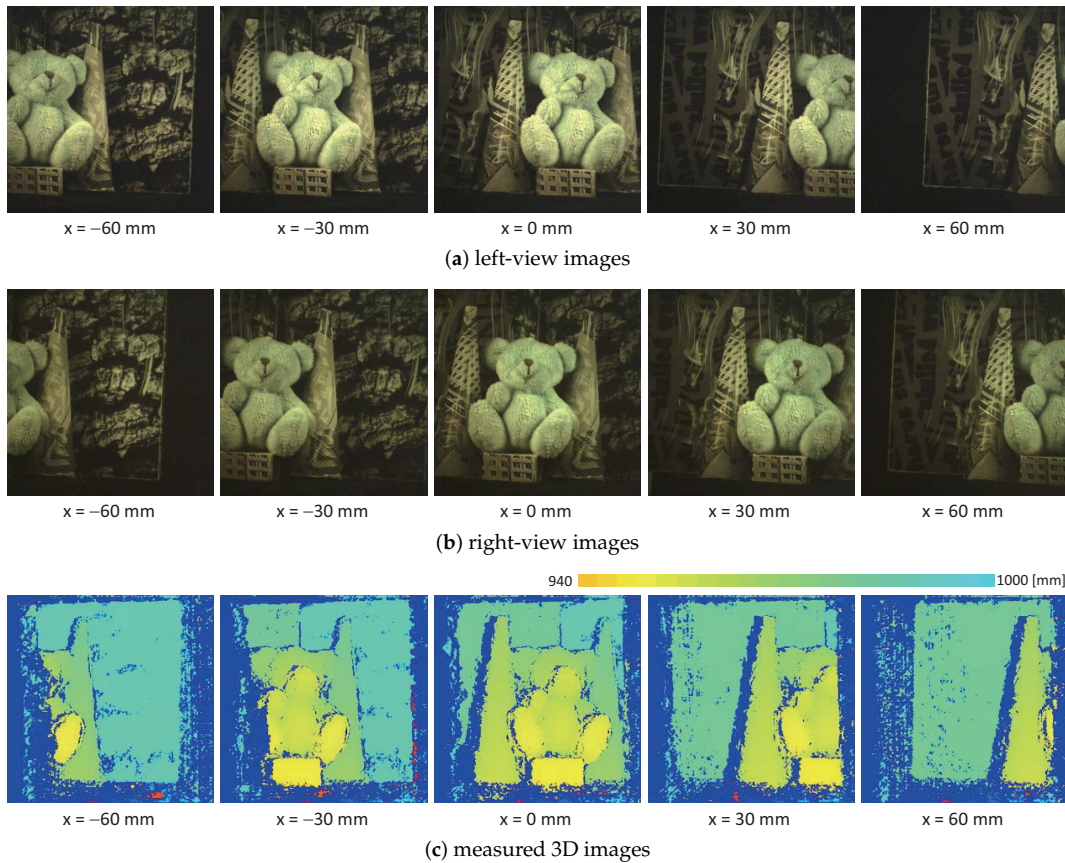 x = −60 mm
x = −30 mm
x = 0 mm
x = 30 mm
x = 60 mm
(a) left-view images
x = −60 mm
x = −30 mm
x = 0 mm
x = 30 mm
x = 60 mm
(b) right-view images
940
1000 [mm]
x = −60 mm
x = −30 mm
x = 0 mm
x = 30 mm
x = 60 mm
(c) measured 3D images